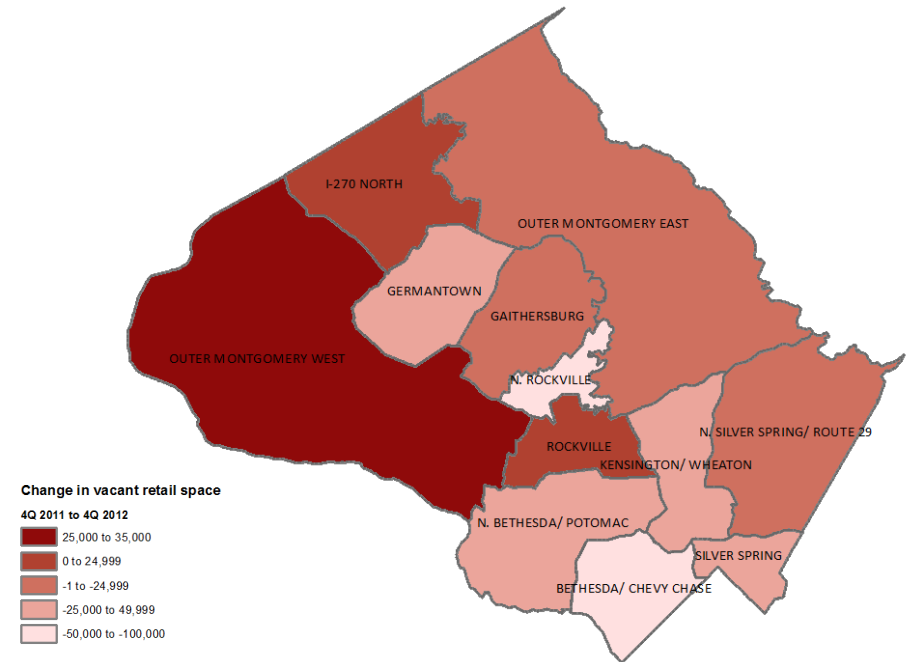 I-270 NORTH
OUTER MONTGOMERY EAST
GERMANTOWN
GAITHERSBURG
OUTER MONTGOMERY WEST
N. ROCKVILLE
N. SILVER SPRING/ ROUTE 29
ROCKVILLE
KENSINGTON/ WHEATON
N. BETHESDA/ POTOMAC
SILVER SPRING
BETHESDA/ CHEVY CHASE
Change in vacant retail space
4Q 2011 to 4Q 2012
25,000 to 35,000
0 to 24,999
-1 to -24,999
-25,000 to 49,999
-50,000 to -100,000